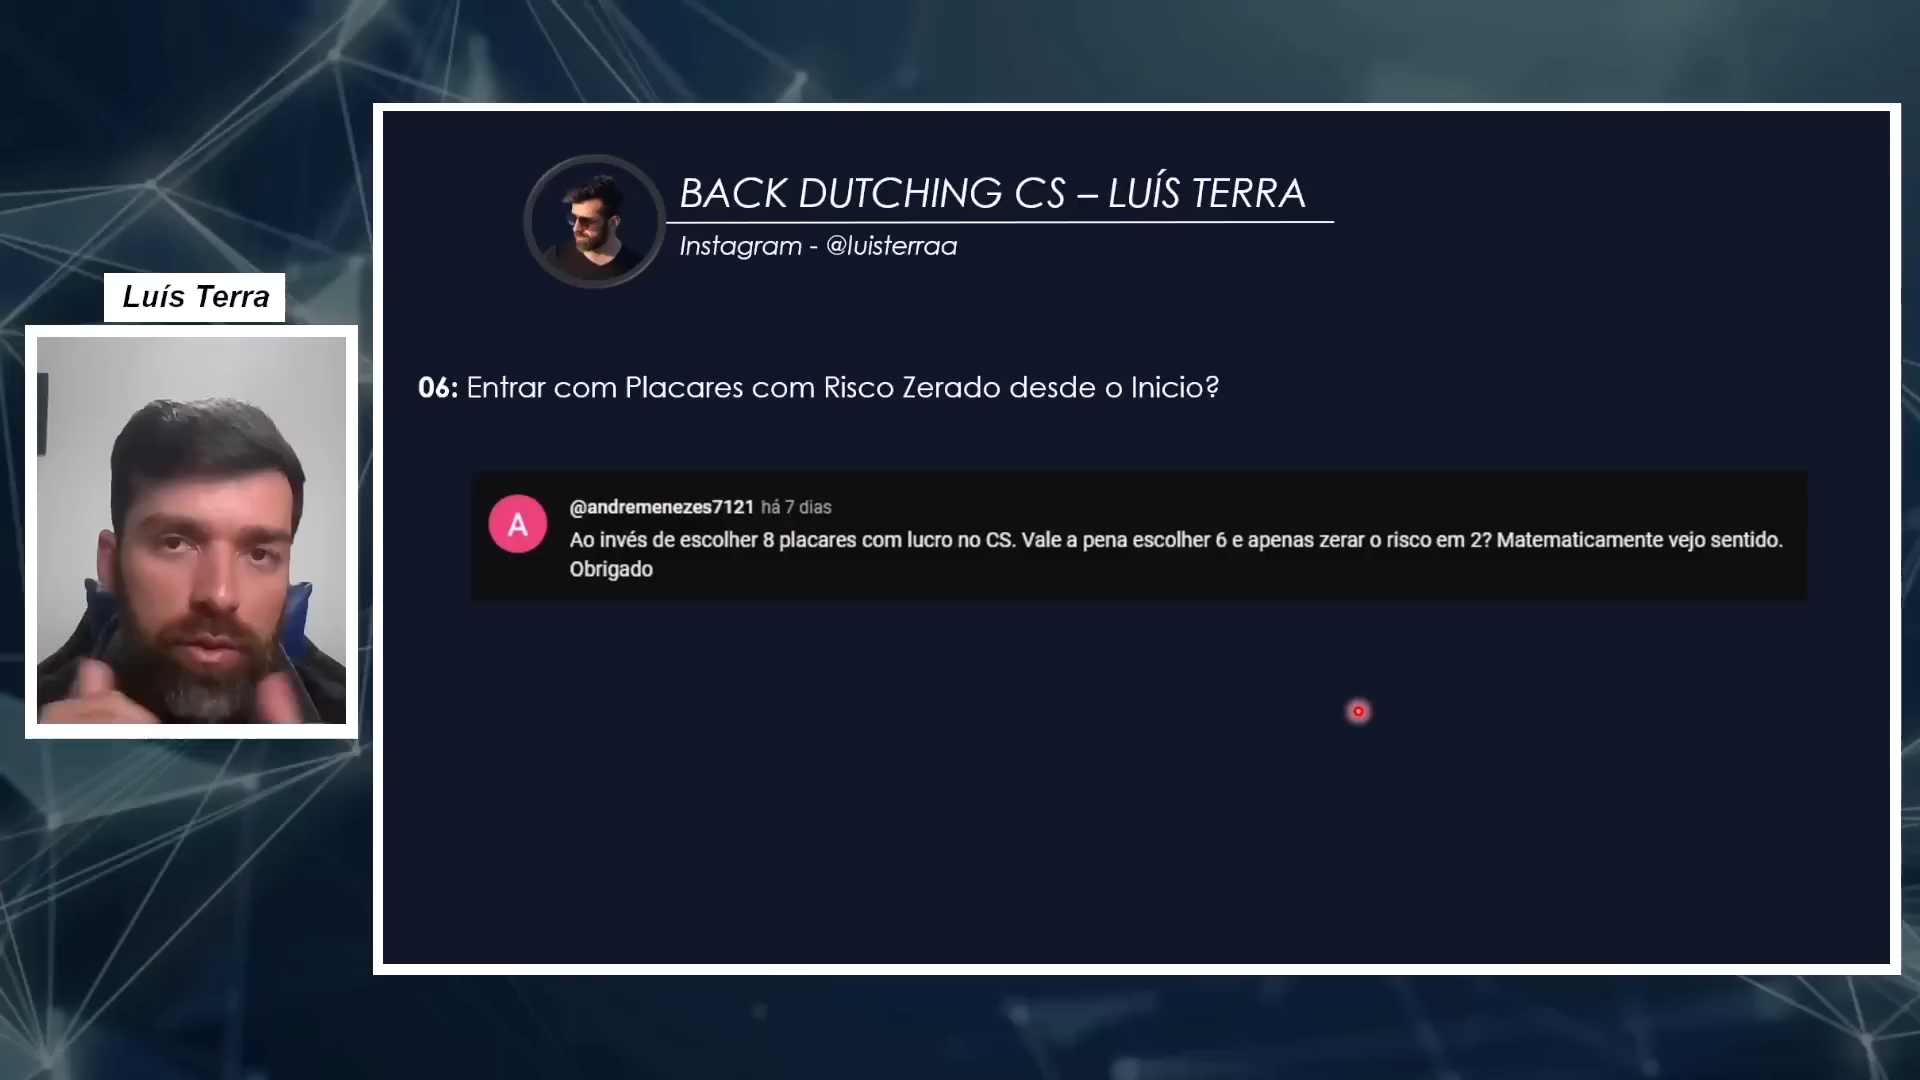 BACK DUTCHING CS – LUÍS TERRA
Instagram - @luisterraa
Luís Terra
06: Entrar com Placares com Risco Zerado desde o Inicio?
A
@andremenezes7121 há 7 dias
Ao invés de escolher 8 placares com lucro no CS. Vale a pena escolher 6 e apenas zerar o risco em 2? Matematicamente vejo sentido.
Obrigado